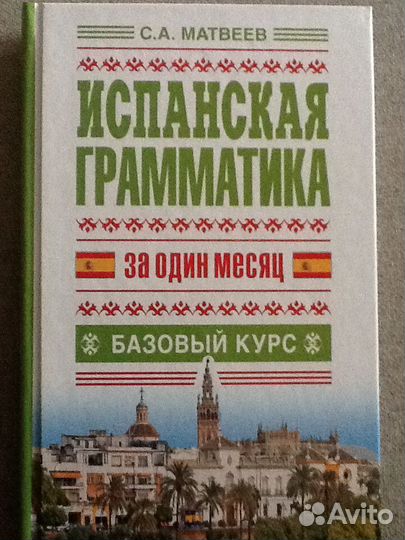 С.А. МАТВЕЕВ
ИСПАНСКАЯ
ГРАММАТИКА
ЗА ОДИН МЕСЯЦ
БАЗОВЫЙ КУРС
Avito